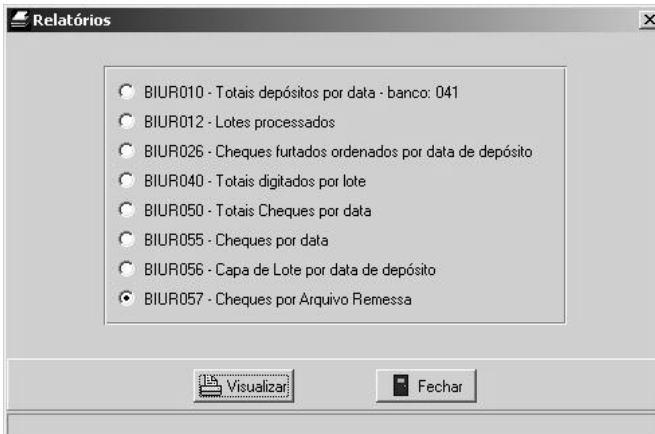 Relatórios
BIUR010 - Totais depósitos por data - banco: 041
BIUR012 - Lotes processados
BIUR026 - Cheques furtados ordenados por data de depósito
BIUR040 - Totais digitados por lote
BIUR050 - Totais Cheques por data
BIUR055 - Cheques por data
BIUR056 - Capa de Lote por data de depósito
BIUR057 - Cheques por Arquivo Remessa
Visualizar
Fechar